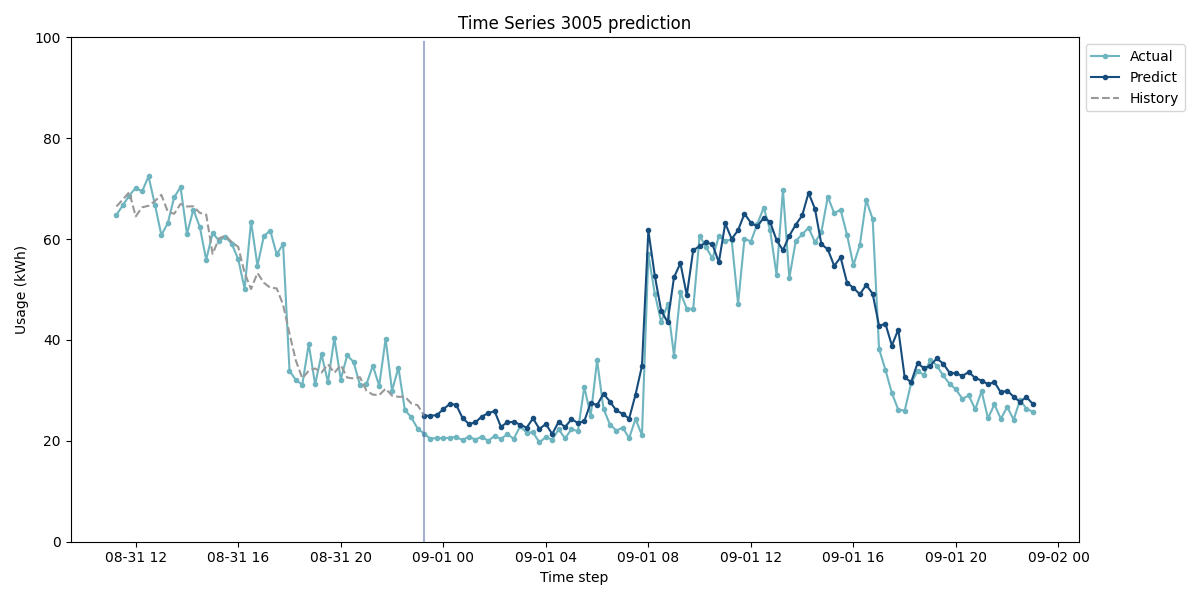 Time Series 3005 prediction
Usage (kWh)
100
80
60
40
20
0
08-31 12
08-31 16
08-31 20
09-01 00
09-01 04
09-01 08
09-01 12
09-01 16
09-01 20
09-02 00
Time step
Actual
Predict
History